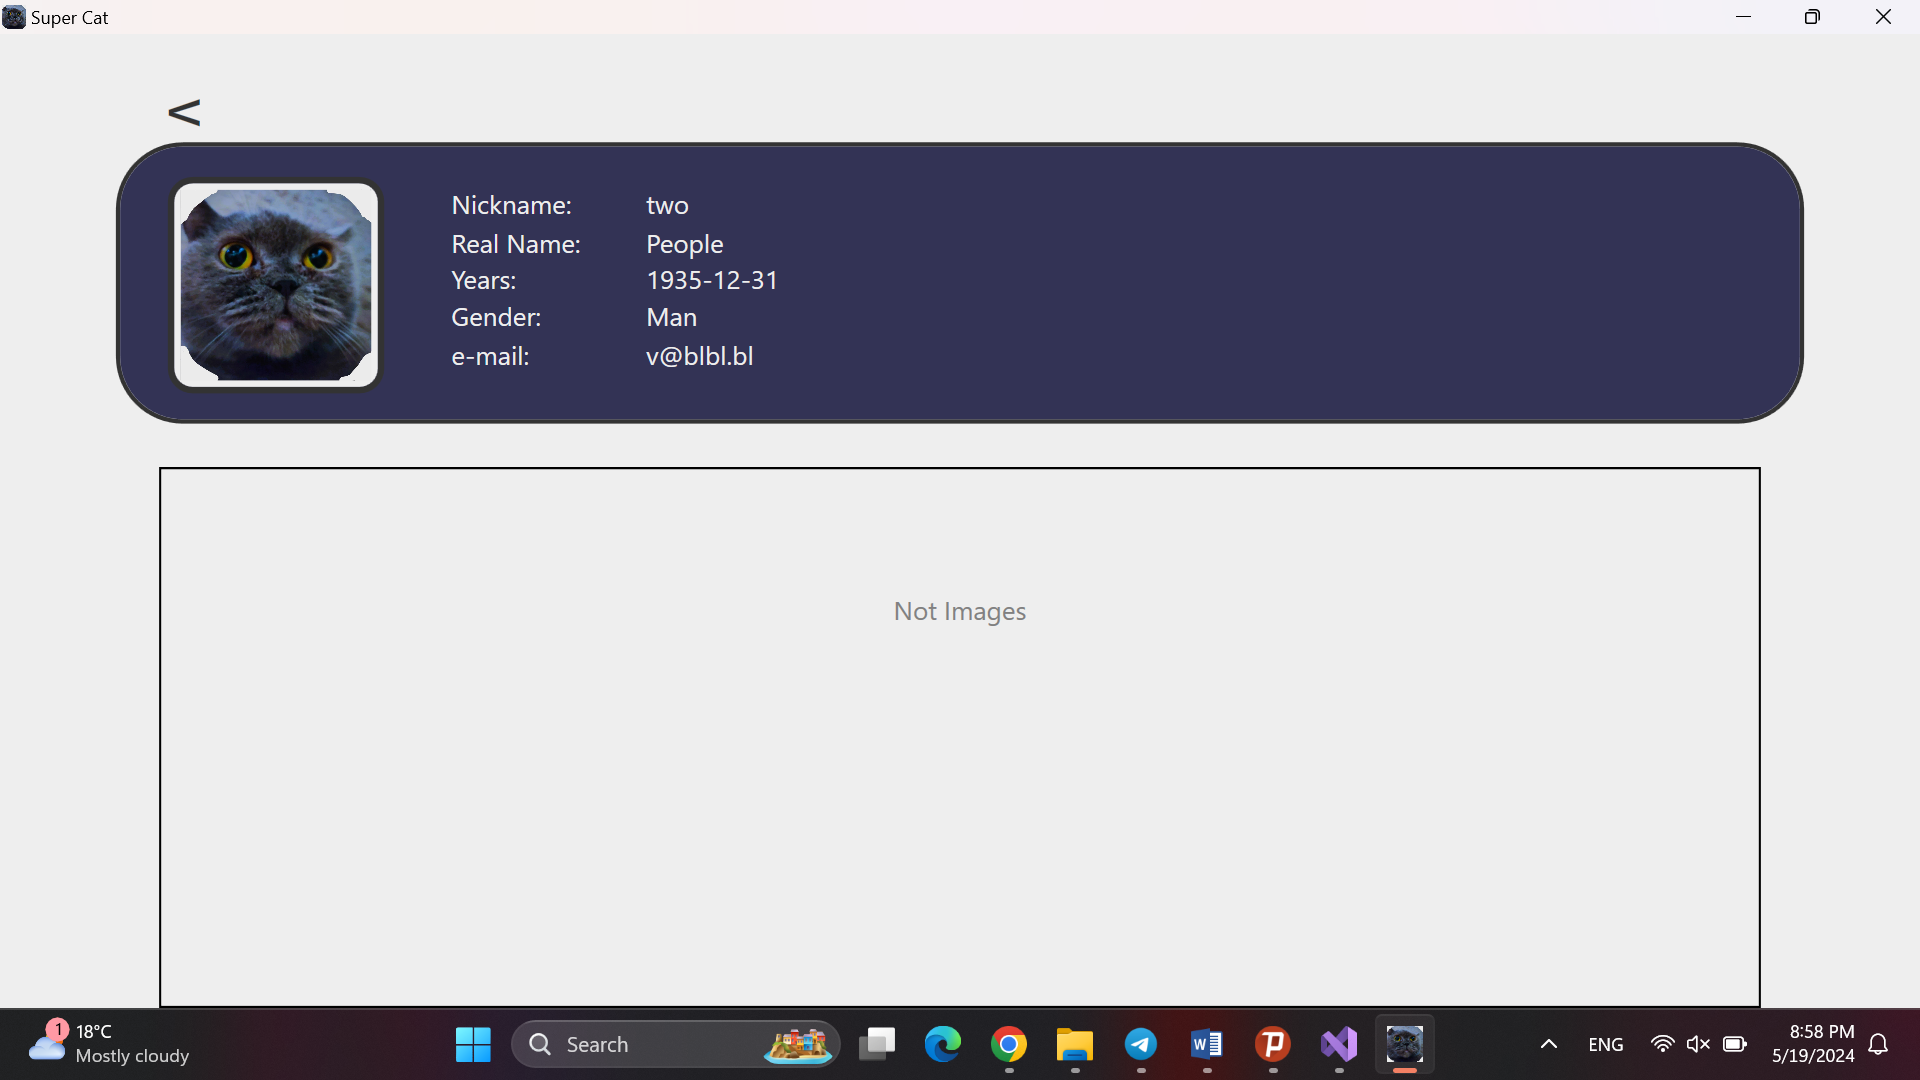 Super Cat
<
Nickname: two
Real Name: People
Years: 1935-12-31
Gender: Man
e-mail: v@blbl.bl
Not Images
1 18°C
Mostly cloudy
Search
W
P
ENG
8:58 PM
5/19/2024